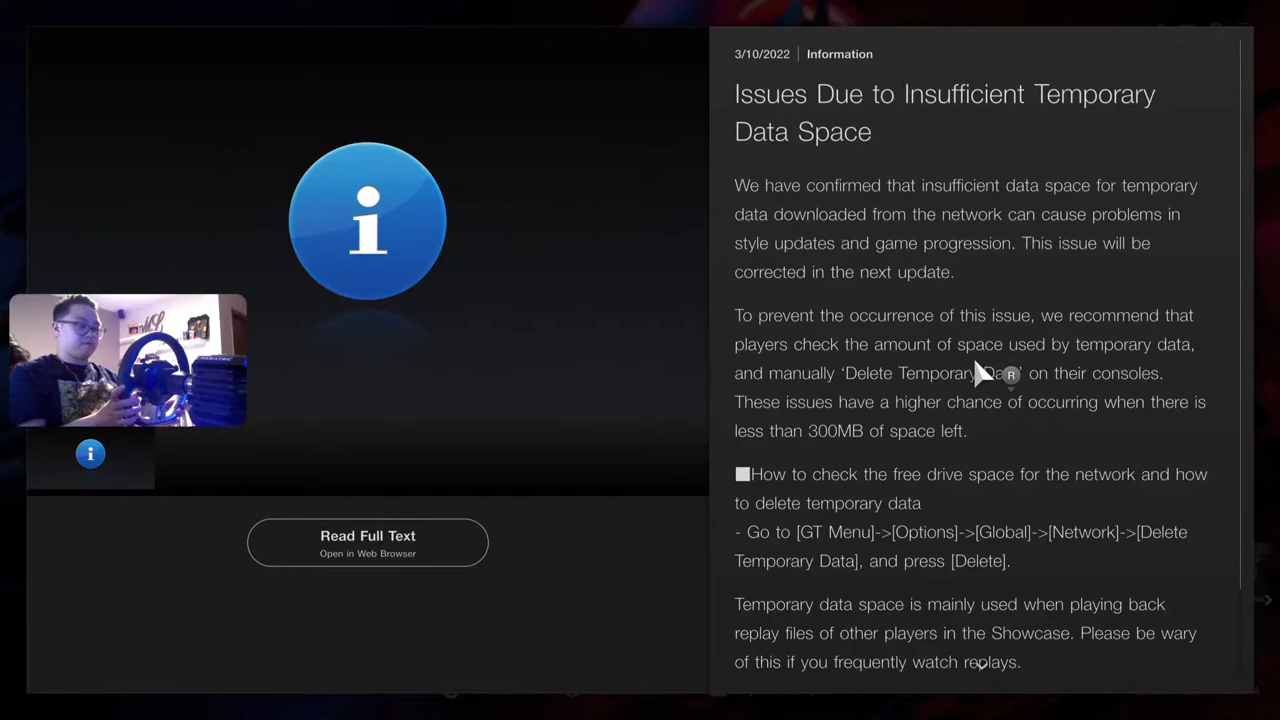 3/10/2022 | Information
Issues Due to Insufficient Temporary
Data Space
We have confirmed that insufficient data space for temporary
data downloaded from the network can cause problems in
style updates and game progression. This issue will be
corrected in the next update.
To prevent the occurrence of this issue, we recommend that
players check the amount of space used by temporary data,
and manually ‘Delete Temporary on their consoles.
R
These issues have a higher chance of occurring when there is
less than 300MB of space left.
■How to check the free drive space for the network and how
to delete temporary data
- Go to [GT Menu]->[Options]->[Global]->[Network]->[Delete
Temporary Data], and press [Delete].
Temporary data space is mainly used when playing back
replay files of other players in the Showcase. Please be wary
of this if you frequently watch replays.
Read Full Text
Open in Web Browser
FANATEC